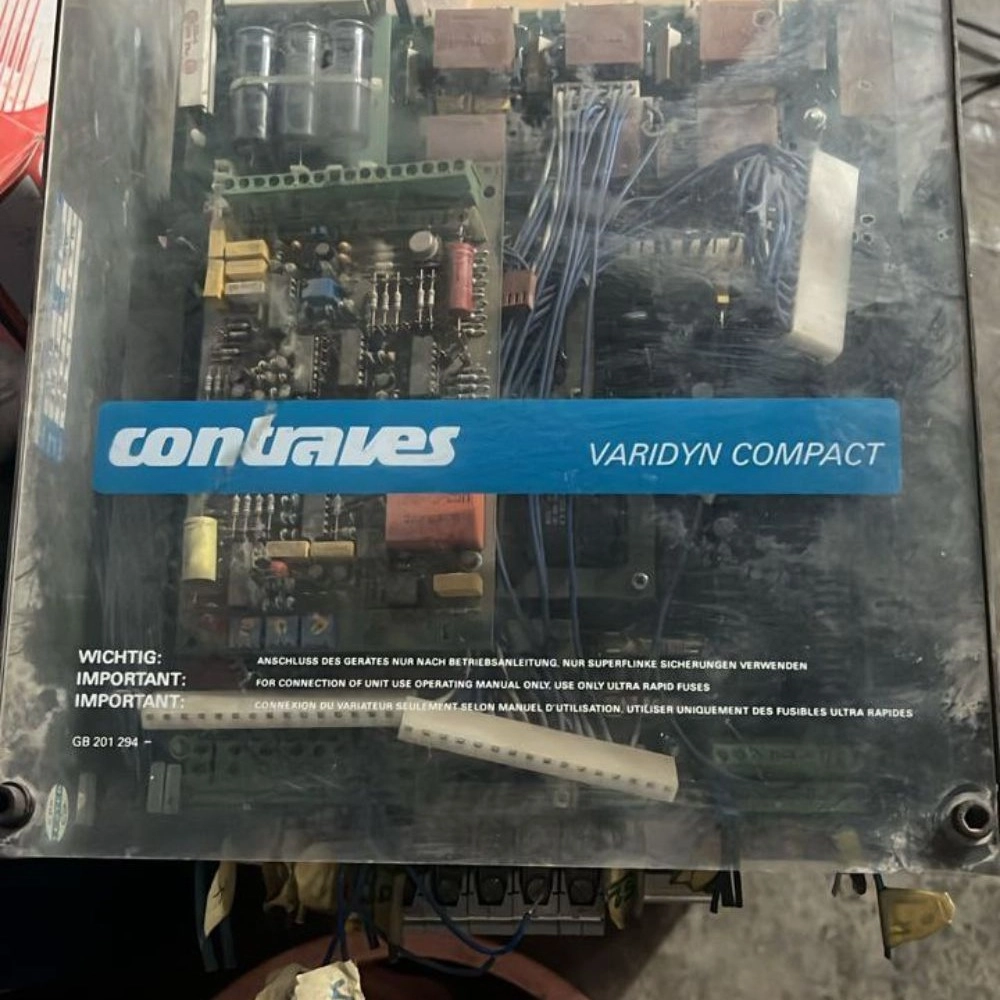 contraves
VARIDYN COMPACT
WICHTIG: ANSCHLUSS DES GERÄTES NUR NACH BETRIEBSANLEITUNG. NUR SUPERFLINKE SICHERUNGEN VERWENDEN
IMPORTANT: FOR CONNECTION OF UNIT USE OPERATING MANUAL ONLY. USE ONLY ULTRA RAPID FUSES
IMPORTANT: CONNEXION DU VARIATEUR SEULEMENT SELON MANUEL D'UTILISATION. UTILISER UNIQUEMENT DES FUSIBLES ULTRA RAPIDES
GB 201 294 –